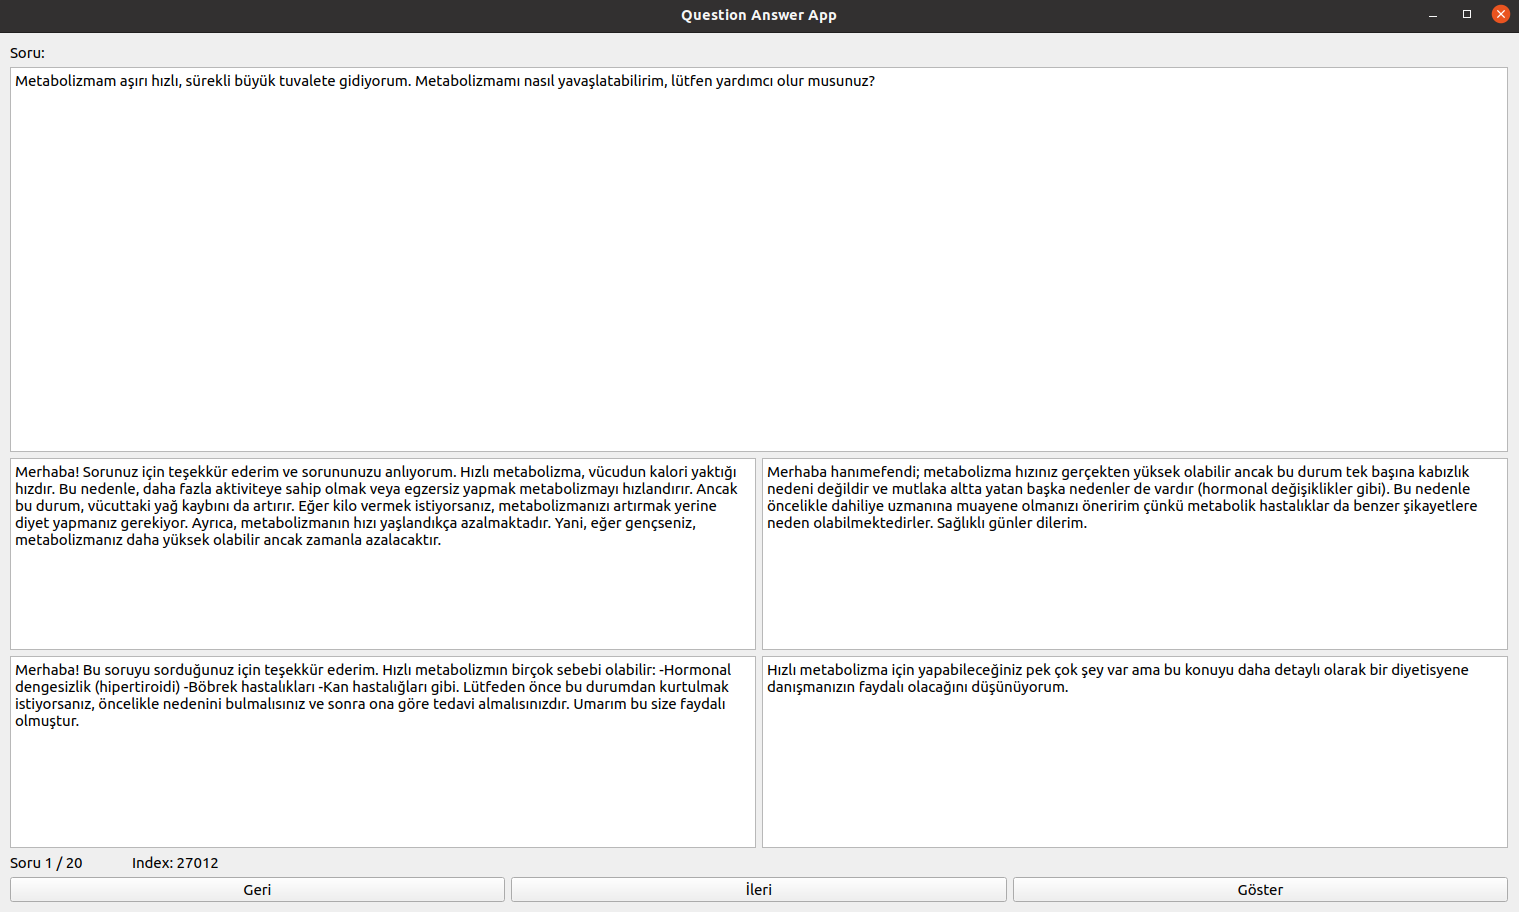 Question Answer App
Soru:
Metabolizmam aşırı hızlı, sürekli büyük tuvalete gidiyorum. Metabolizmamı nasıl yavaşlatabilirim, lütfen yardımcı olur musunuz?
Merhaba! Sorunuz için teşekkür ederim ve sorununuzu anlıyorum. Hızlı metabolizma, vücudun kalori yaktığı
hızdır. Bu nedenle, daha fazla aktiviteye sahip olmak veya egzersiz yapmak metabolizmayı hızlandırır. Ancak
bu durum, vücuttaki yağ kaybını da artırır. Eğer kilo vermek istiyorsanız, metabolizmanızı artırmak yerine
diyet yapmanız gerekiyor. Ayrıca, metabolizmanın hızı yaşlandıkça azalmaktadır. Yani, eğer gençseniz,
metabolizmanız daha yüksek olabilir ancak zamanla azalacaktır.
Merhaba hanımefendi; metabolizma hızınız gerçekten yüksek olabilir ancak bu durum tek başına kabızlık
nedeni değildir ve mutlaka altta yatan başka nedenler de vardır (hormonal değişiklikler gibi). Bu nedenle
öncelikle dahiliye uzmanına muayene olmanızı öneririm çünkü metabolik hastalıklar da benzer şikayetlere
neden olabilmektedirler. Sağlıklı günler dilerim.
Merhaba! Bu soruyu sorduğunuz için teşekkür ederim. Hızlı metabolizmın birçok sebebi olabilir: -Hormonal
dengesizlik (hipertiroidi) -Böbrek hastalıkları -Kan hastalığları gibi. Lütfeden önce bu durumdan kurtulmak
istiyorsanız, öncelikle nedenini bulmalısınız ve sonra ona göre tedavi almalısınızdır. Umarım bu size faydalı
olmuştur.
Hızlı metabolizma için yapabileceğiniz pek çok şey var ama bu konuyu daha detaylı olarak bir diyetisyene
danışmanızın faydalı olacağını düşünüyorum.
Soru 1 / 20 Index: 27012
Geri İleri Göster